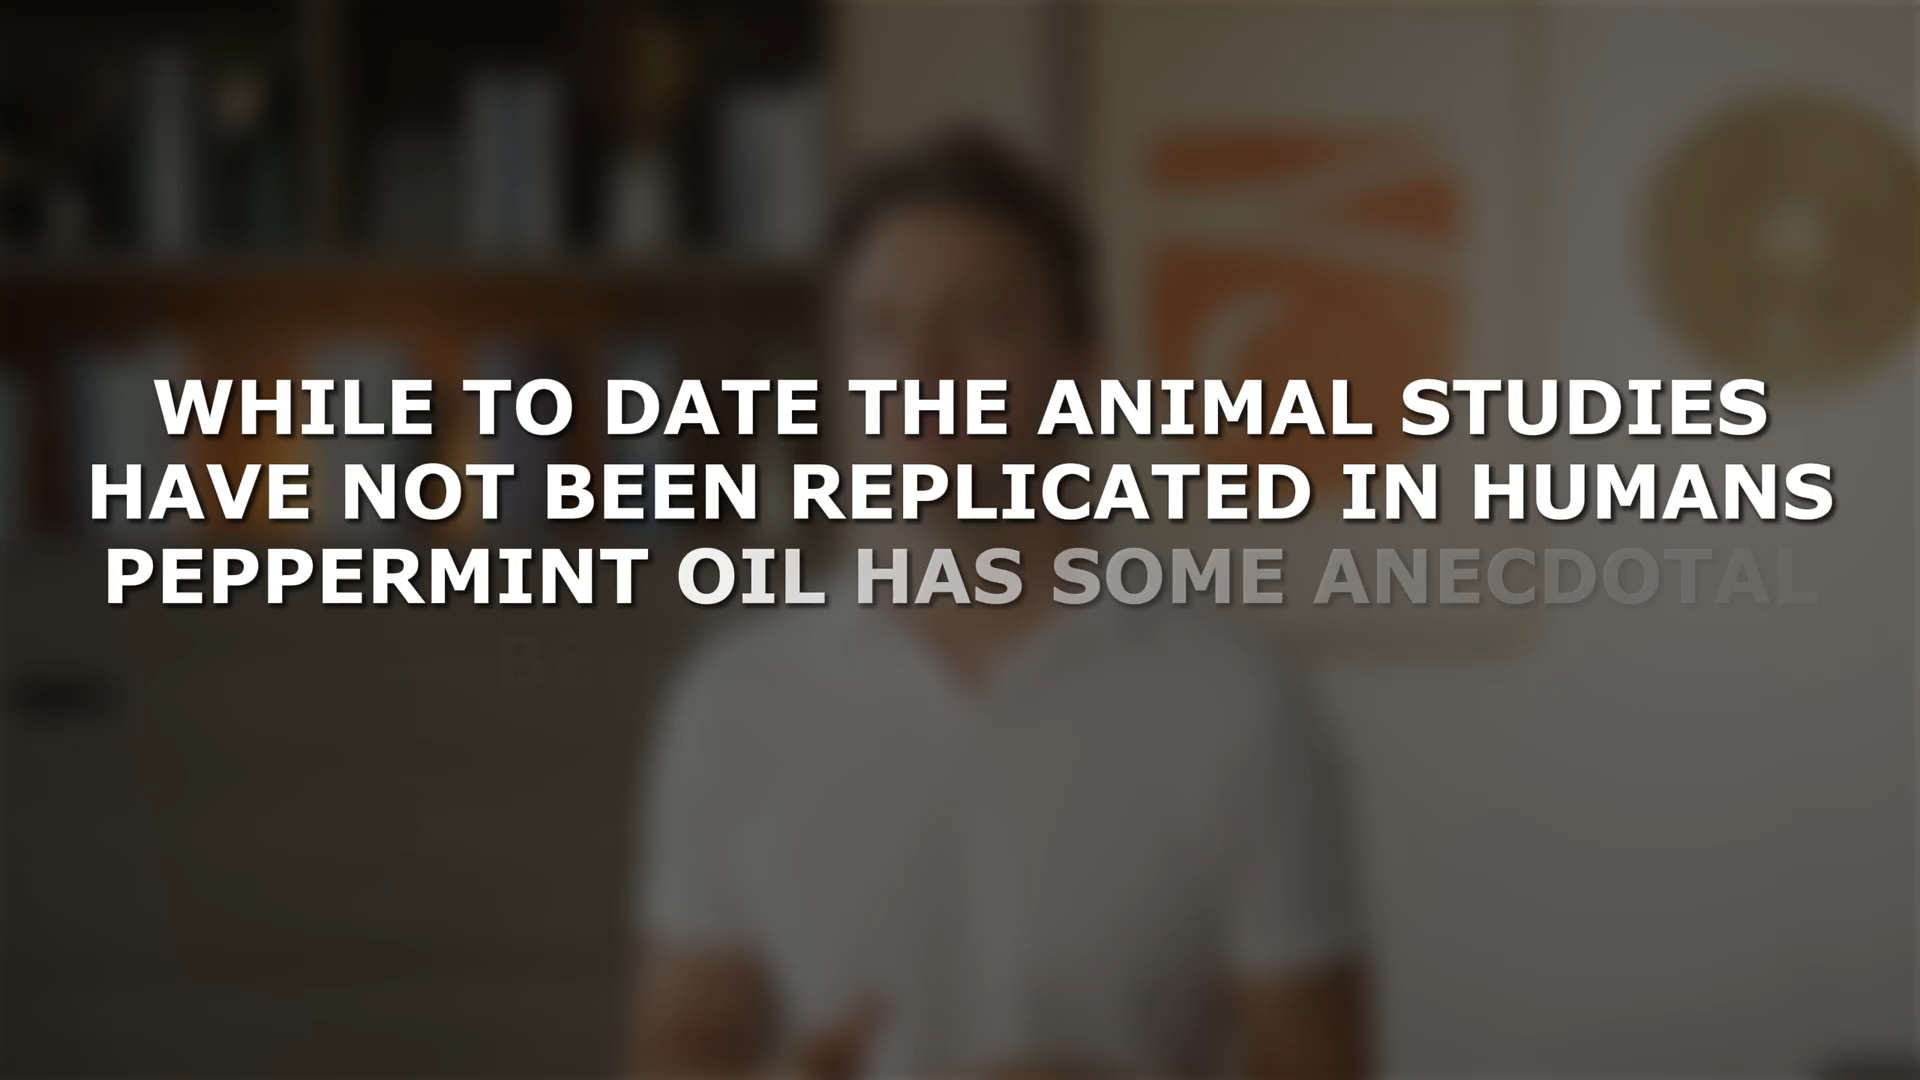 WHILE TO DATE THE ANIMAL STUDIES
HAVE NOT BEEN REPLICATED IN HUMANS
PEPPERMINT OIL HAS SOME ANECDOTAL